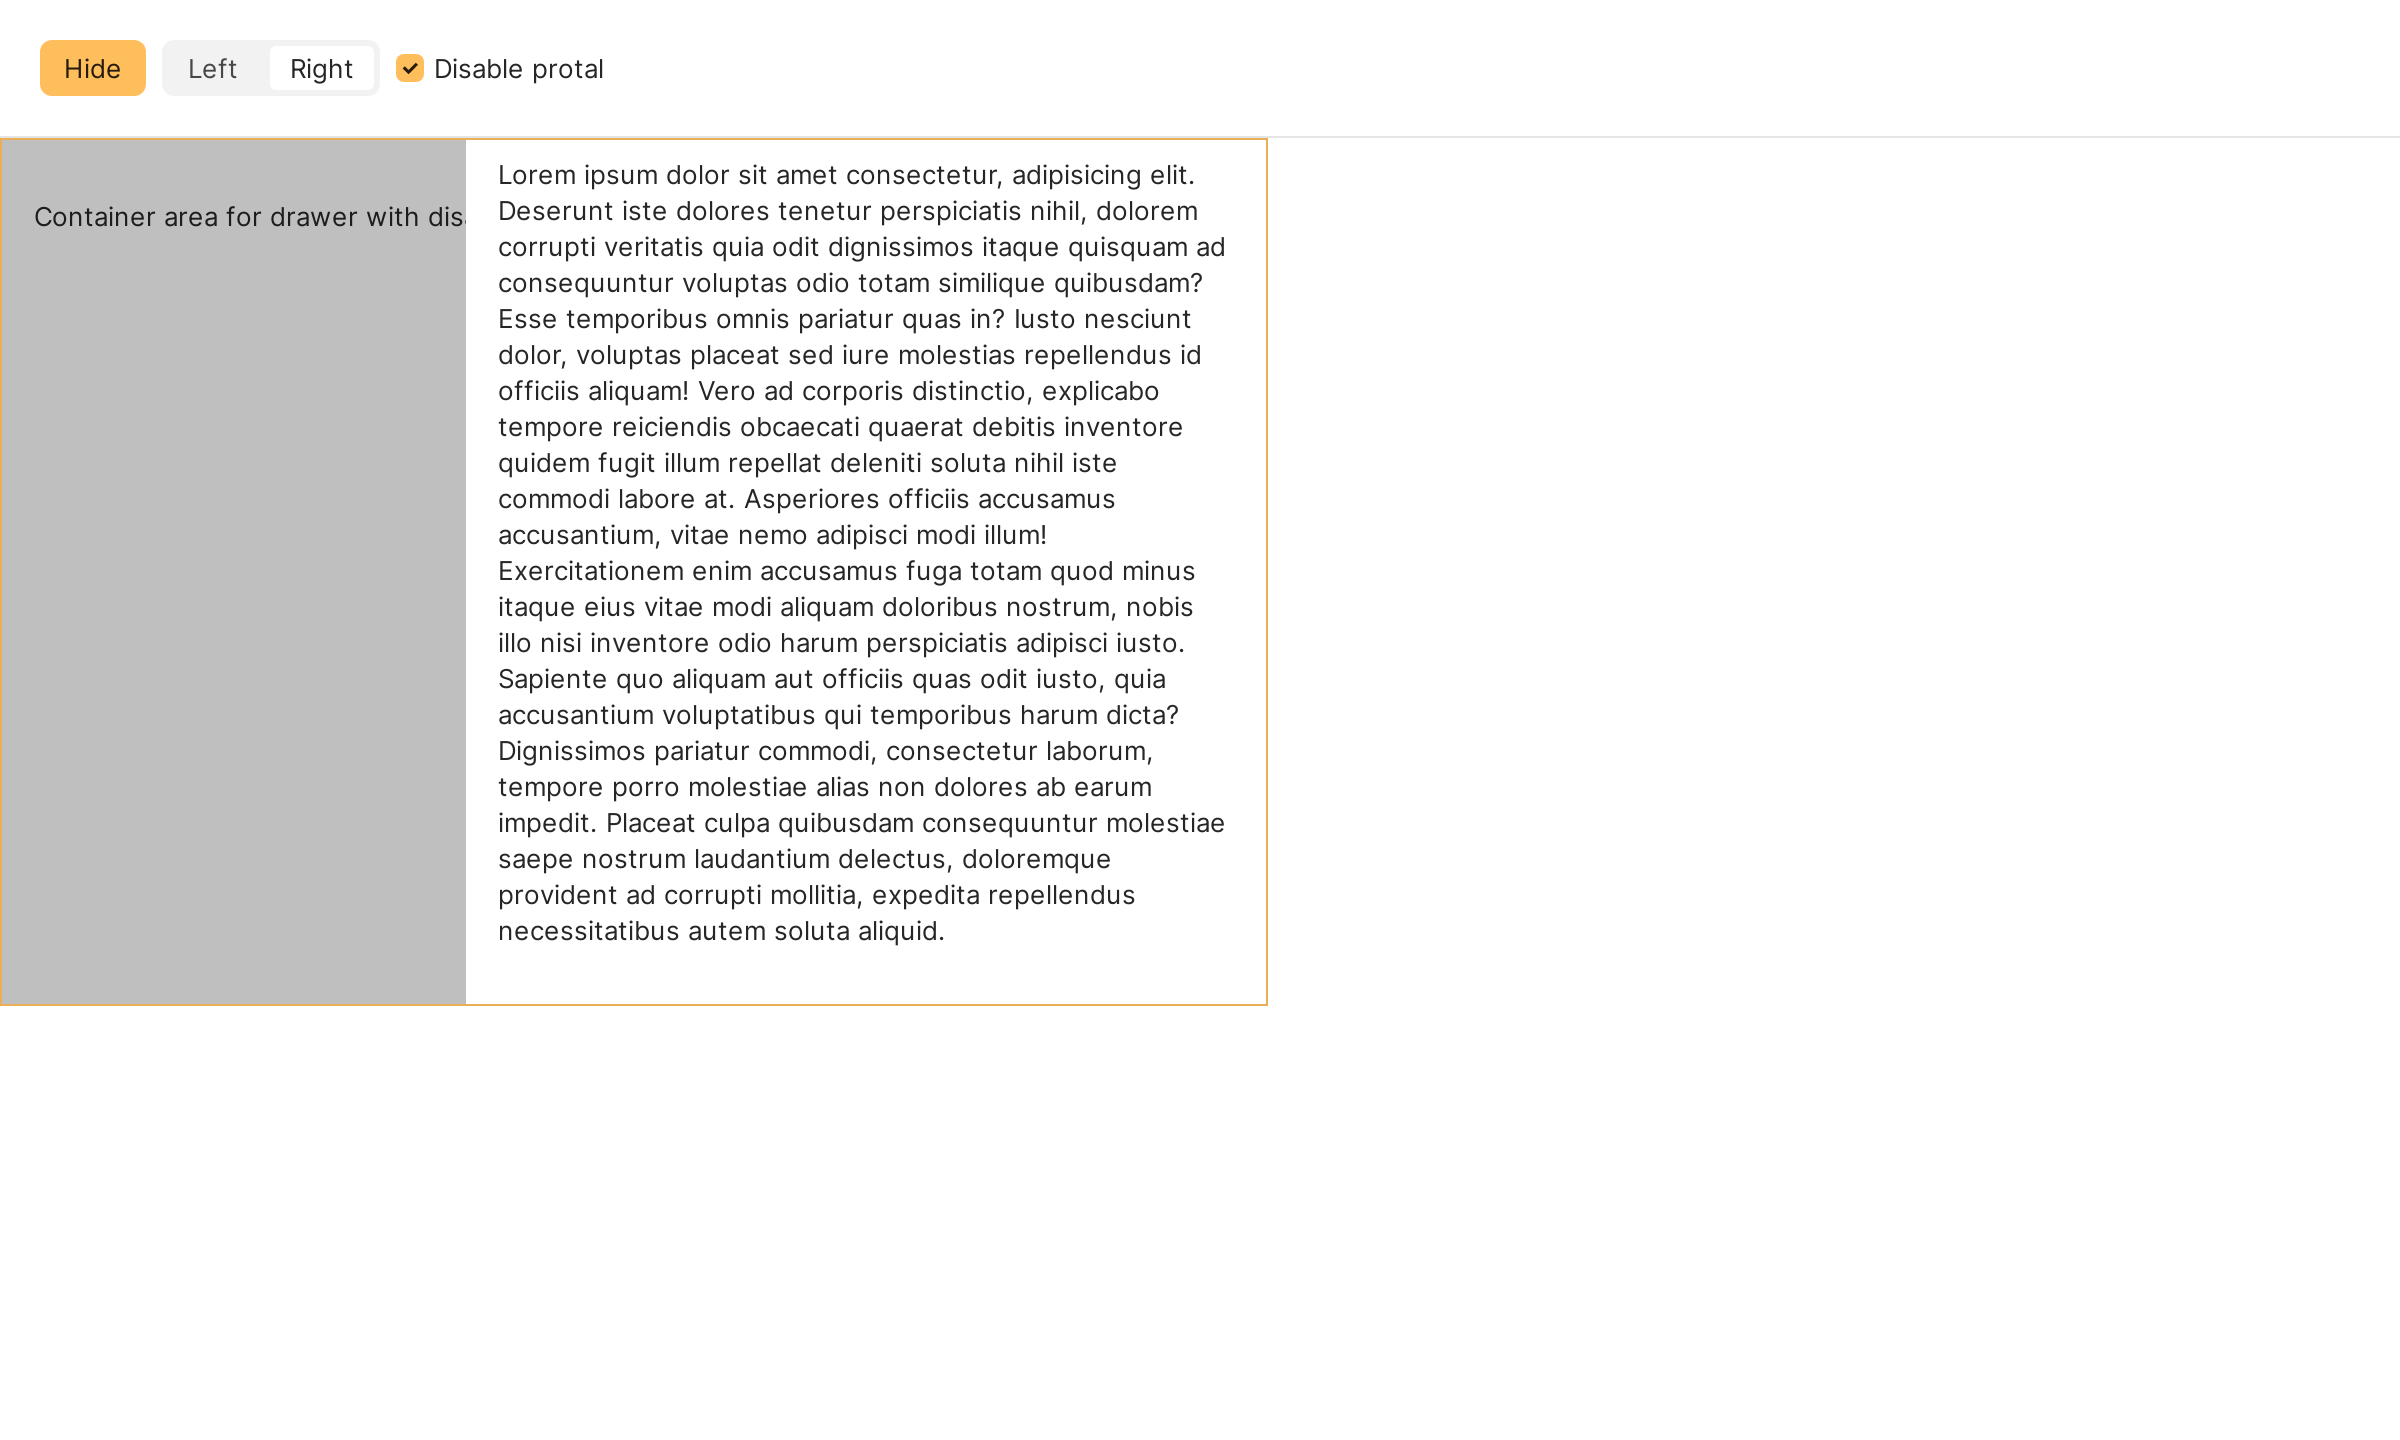 Hide Left Right Disable protal
Container area for drawer with
Lorem ipsum dolor sit amet consectetur, adipisicing elit.
Deserunt iste dolores tenetur perspiciatis nihil, dolorem
corrupti veritatis quia odit dignissimos itaque quisquam ad
consequuntur voluptas odio totam similique quibusdam?
Esse temporibus omnis pariatur quas in? Iusto nesciunt
dolor, voluptas placeat sed iure molestias repellendus id
officiis aliquam! Vero ad corporis distinctio, explicabo
tempore reiciendis obcaecati quaerat debitis inventore
quidem fugit illum repellat deleniti soluta nihil iste
commodi labore at. Asperiores officiis accusamus
accusantium, vitae nemo adipisci modi illum!
Exercitationem enim accusamus fuga totam quod minus
itaque eius vitae modi aliquam doloribus nostrum, nobis
illo nisi inventore odio harum perspiciatis adipisci iusto.
Sapiente quo aliquam aut officiis quas odit iusto, quia
accusantium voluptatibus qui temporibus harum dicta?
Dignissimos pariatur commodi, consectetur laborum,
tempore porro molestiae alias non dolores ab earum
impedit. Placeat culpa quibusdam consequuntur molestiae
saepe nostrum laudantium delectus, doloremque
provident ad corrupti mollitia, expedita repellendus
necessitatibus autem soluta aliquid.